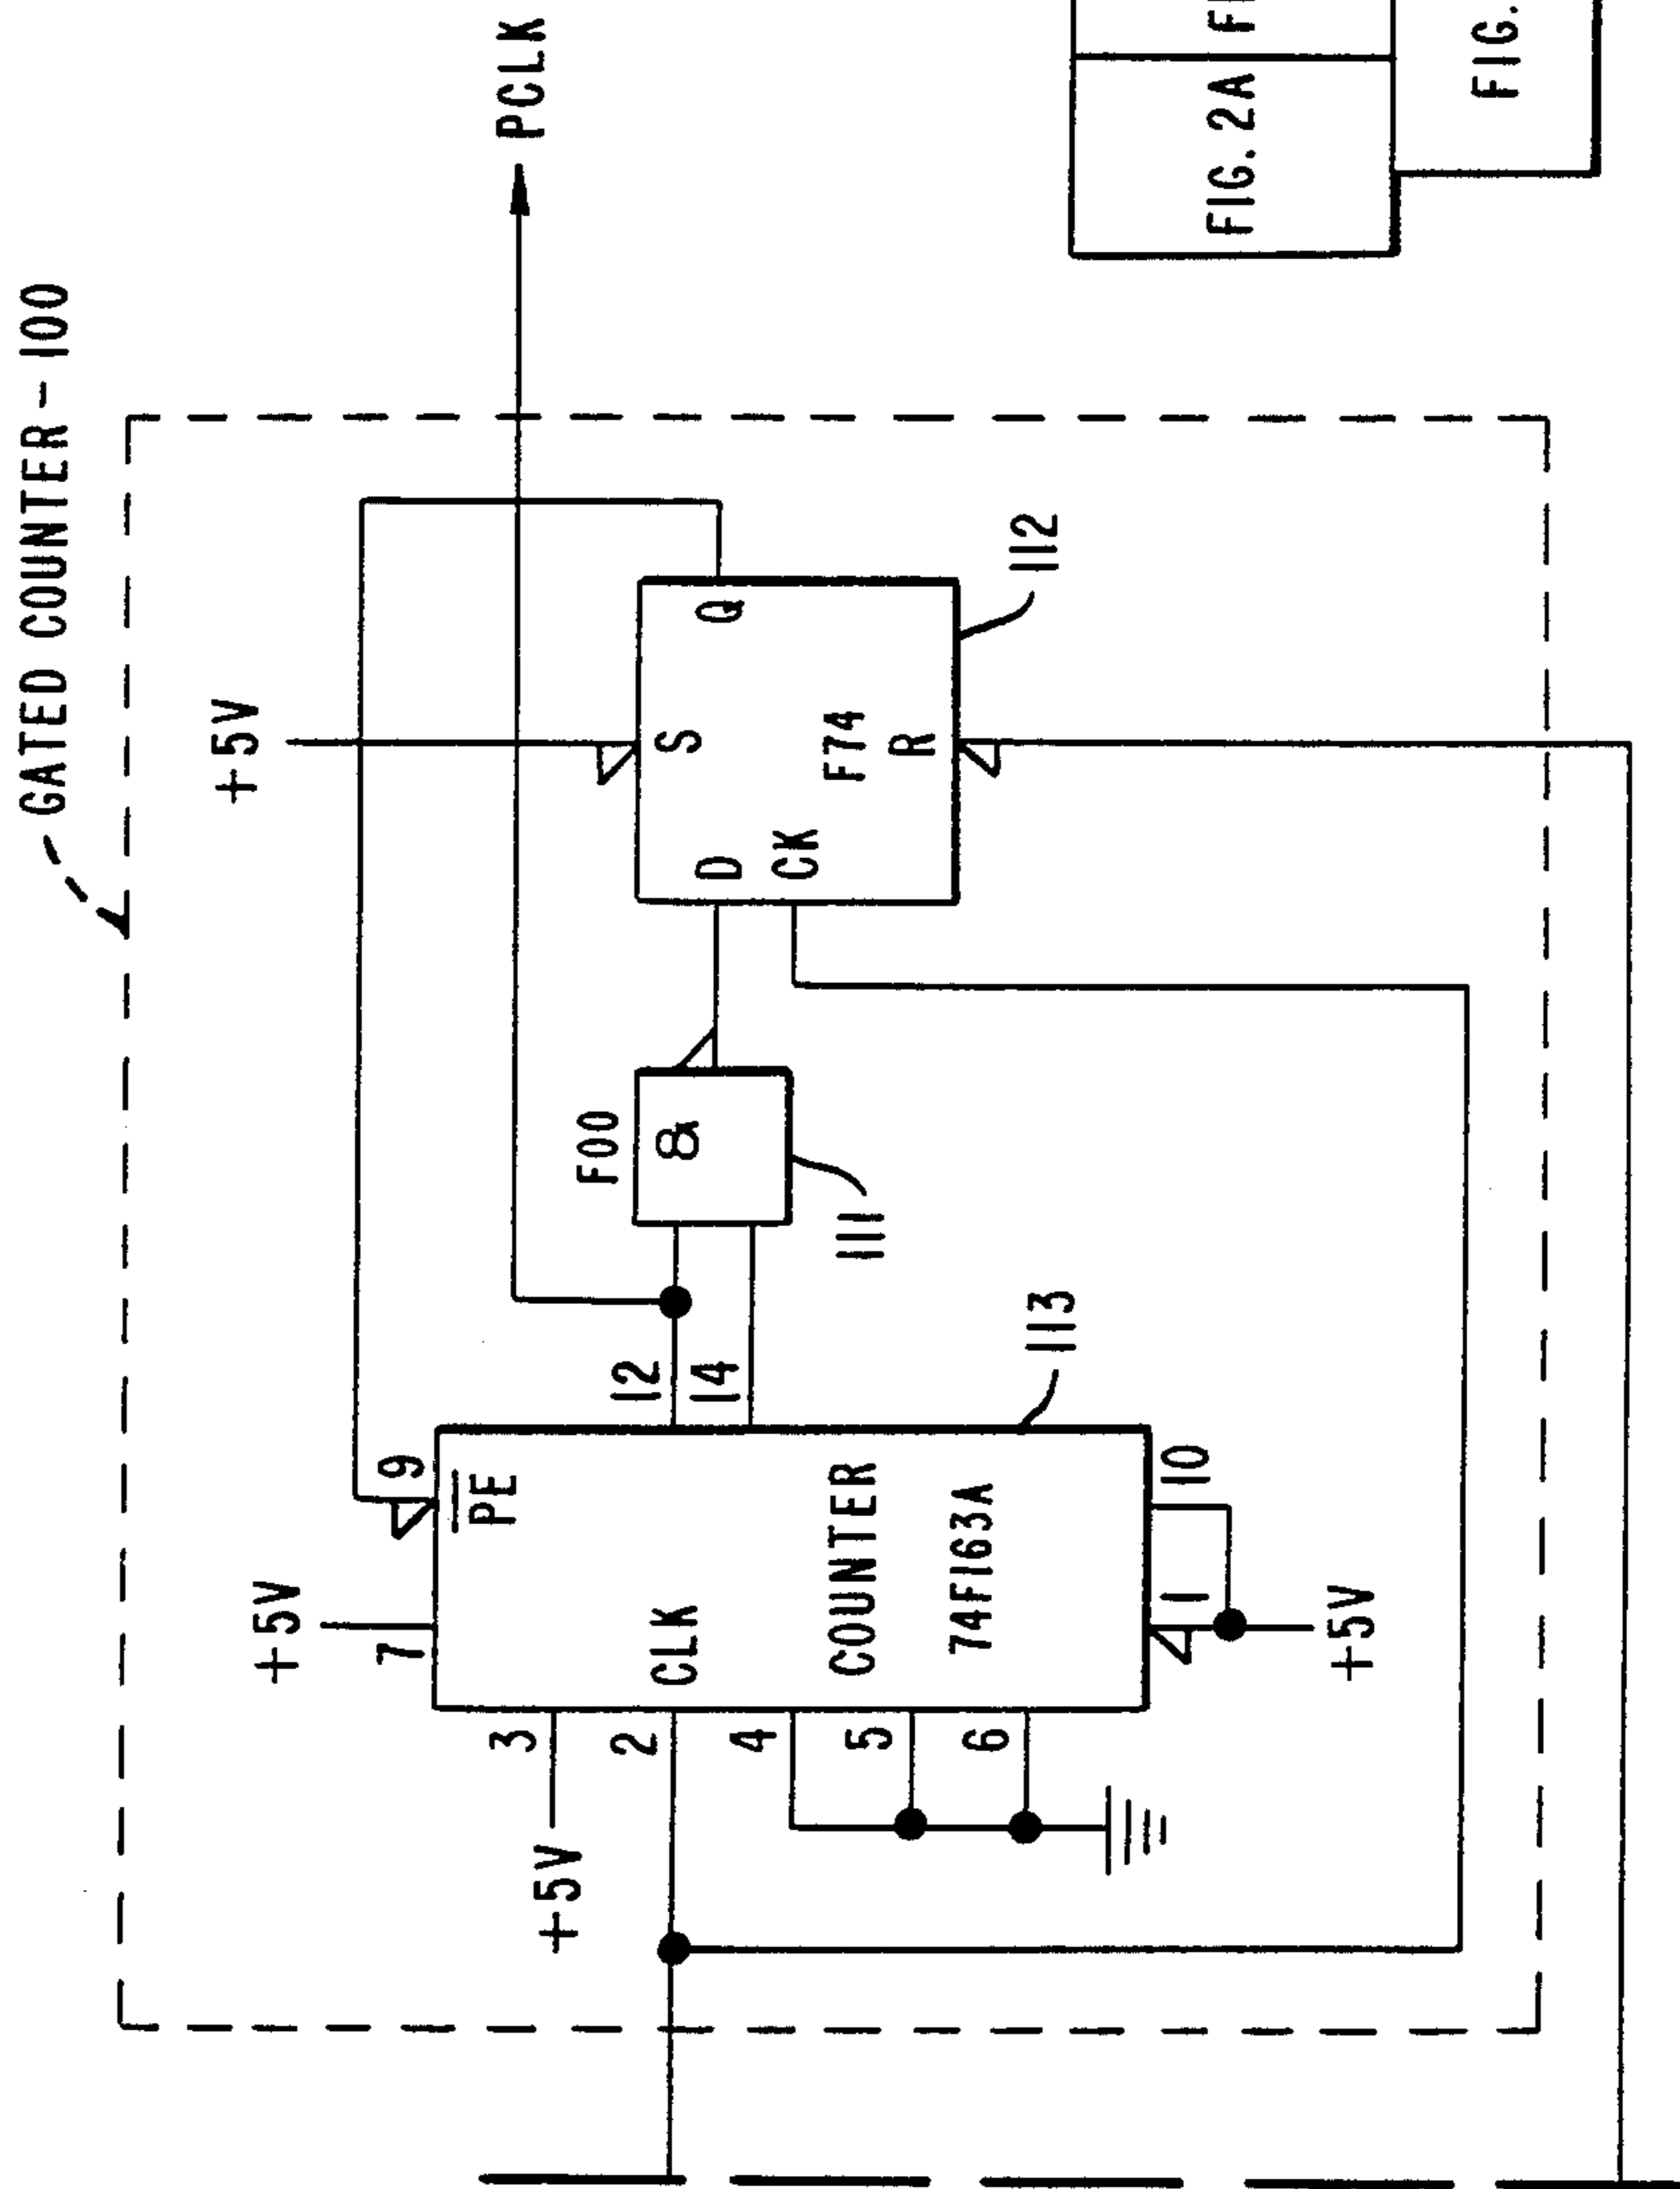 GATED COUNTER-100
+5V
+5V
7
9
PE
3
+5V
2
CLK
4
5
6
COUNTER
74F163A
1
10
+5V
113
12
14
F00
&
111
+5V
S
D
Q
CK
F74
R
112
PCLK
FIG. 2A
FIG.